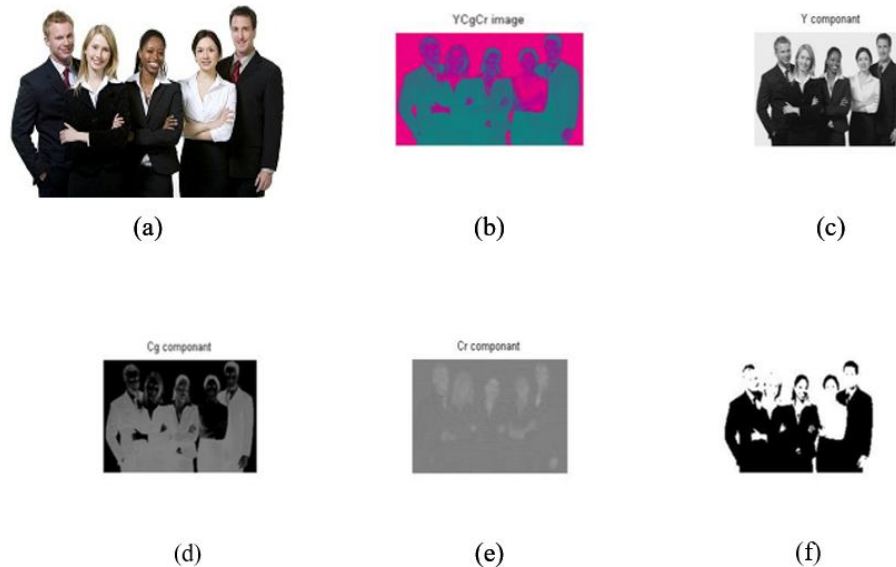 YCgCr image
Y componant
(a)
(b)
(c)
Cg componant
Cr componant
(d)
(e)
(f)